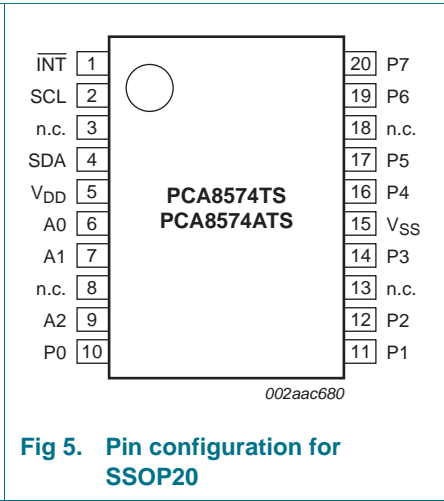 INT 1 20 P7
SCL 2 19 P6
n.c. 3 18 n.c.
SDA 4 17 P5
VDD 5 16 P4
PCA8574TS
PCA8574ATS
A0 6 15 VSS
A1 7 14 P3
n.c. 8 13 n.c.
A2 9 12 P2
P0 10 11 P1
002aac680
Fig 5. Pin configuration for
SSOP20